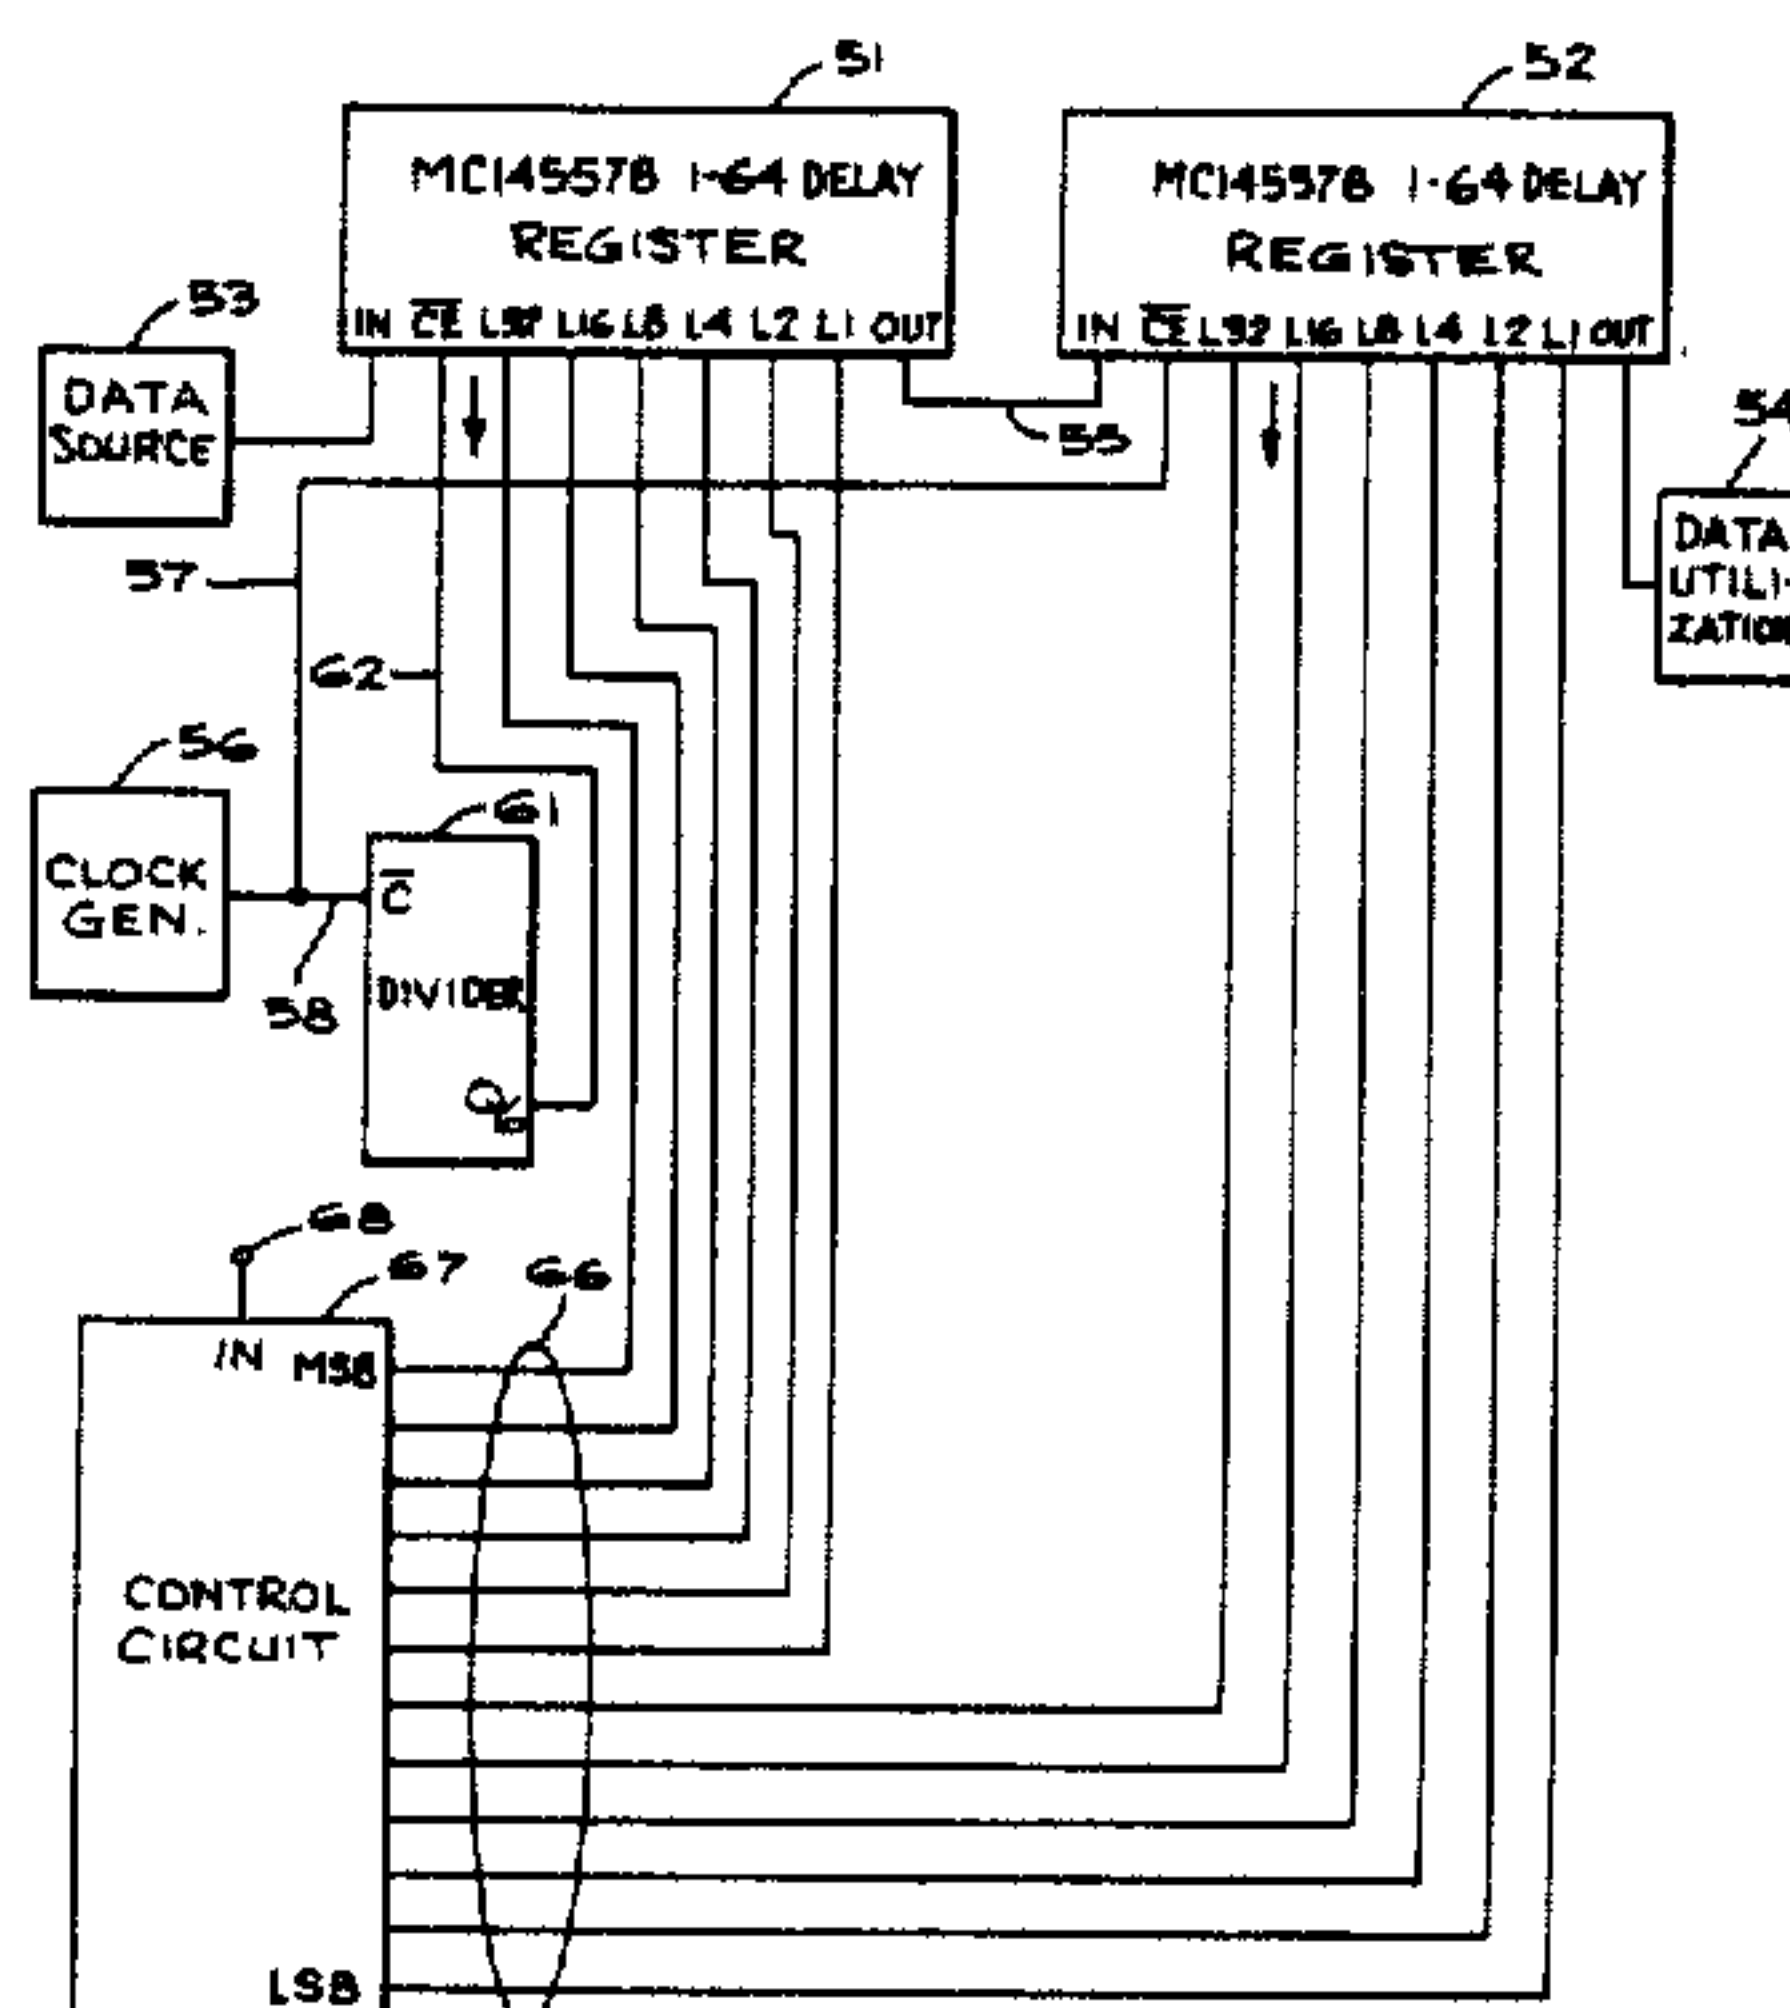 51
52
MC14557B 1-64 DELAY
REGISTER
MC14557B 1-64 DELAY
REGISTER
IN CE L32 L16 L8 L4 L2 L1 OUT
IN CE L32 L16 L8 L4 L2 L1 OUT
53
DATA
SOURCE
55
54
DATA
UTILI-
ZATION
57
62
56
CLOCK
GEN.
61
C
DIVIDER
58
68
67
66
IN MSB
CONTROL
CIRCUIT
LSB